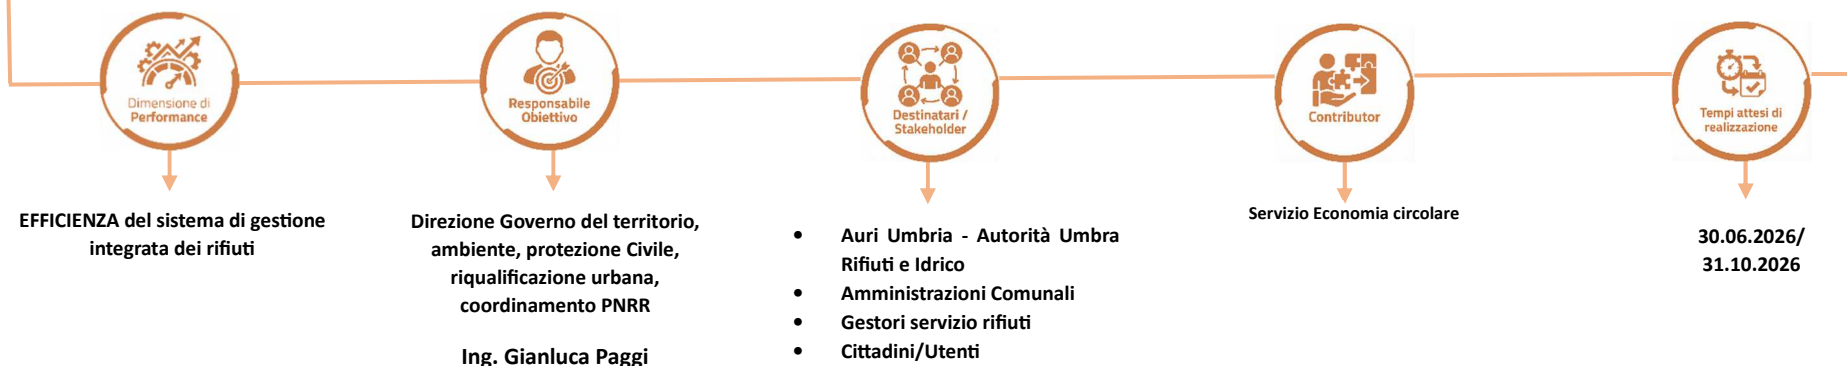 Dimensione di
Performance
EFFICIENZA del sistema di gestione
integrata dei rifiuti
Responsabile
Obiettivo
Direzione Governo del territorio,
ambiente, protezione Civile,
riqualificazione urbana,
coordinamento PNRR
Ing. Gianluca Paggi
Destinatari /
Stakeholder
• Auri Umbria - Autorità Umbra
Rifiuti e Idrico
• Amministrazioni Comunali
• Gestori servizio rifiuti
• Cittadini/Utenti
Contributor
Servizio Economia circolare
Tempi attesi di
realizzazione
30.06.2026/
31.10.2026